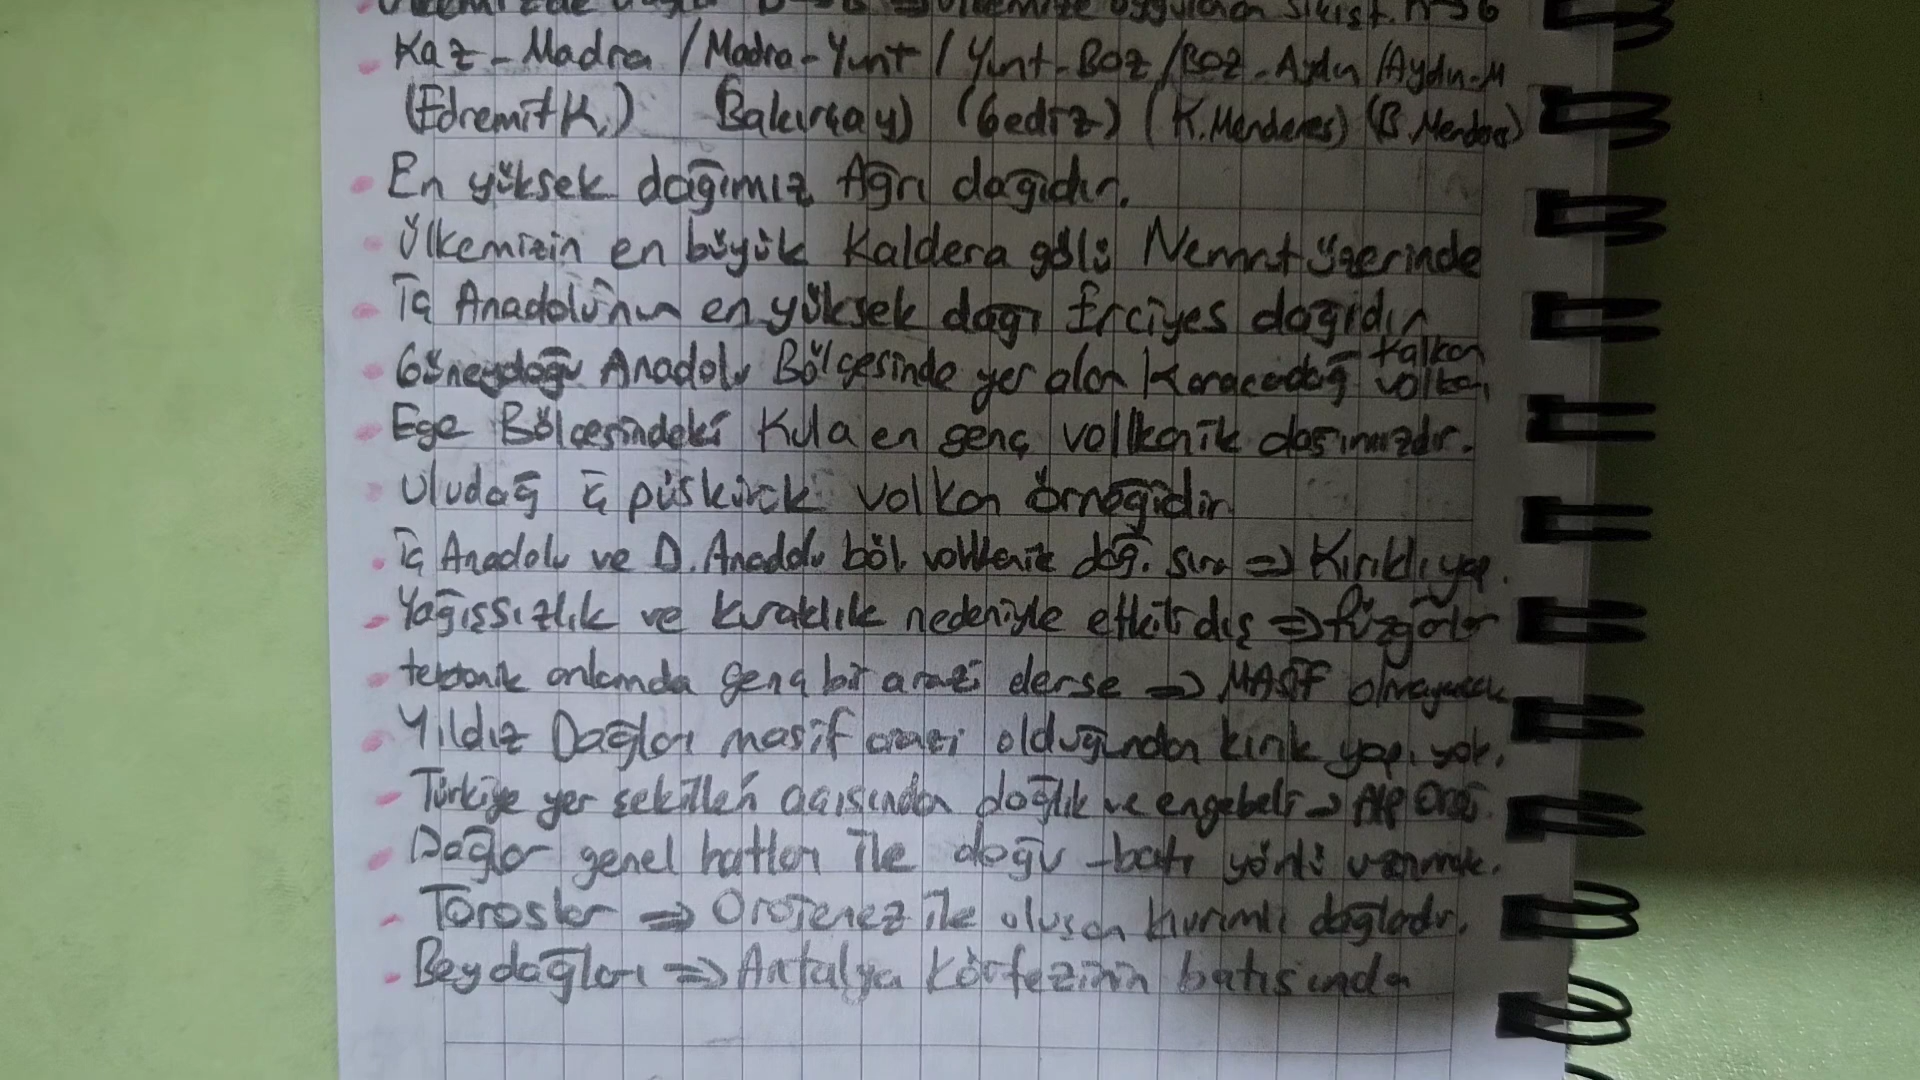 Kaz - Madra / Madra - Yunt / Yunt - Boz / Boz - Aydın / Aydın - M
(Edremit K.) Bakırçay) (Gediz) (K. Menderes) (B. Menderes)
En yüksek dağımız Ağrı dağıdır.
Ülkemizin en büyük Kaldera gölü Nemrut üzerinde
İç Anadolu'nun en yüksek dağı Erciyes dağıdır
Güneydoğu Anadolu Bölgesinde yer alan Karacadağ kalkan volkan
Ege Bölgesindeki Kula en genç volkanik dağımızdır.
Uludağ iç püskürük volkan örneğidir
İç Anadolu ve D. Anadolu böl. volkanik dağ. sıra => Kırıklı yap.
Yağışsızlık ve kuraklık nedeniyle etkili dış => Rüzgarlar
tektonik anlamda genç bir arazi derse => MASİF olmayacak
Yıldız Dağları masif arazi olduğundan kırık yapı yok.
Türkiye yer şekilleri açısından dağlık ve engebeli -> Alp Oroj.
Dağlar genel hatları ile doğu - batı yönlü uzanmak.
Toroslar => Orojenez ile oluşan kıvrımlı dağlardır.
Beydağları => Antalya Körfezinin batısında